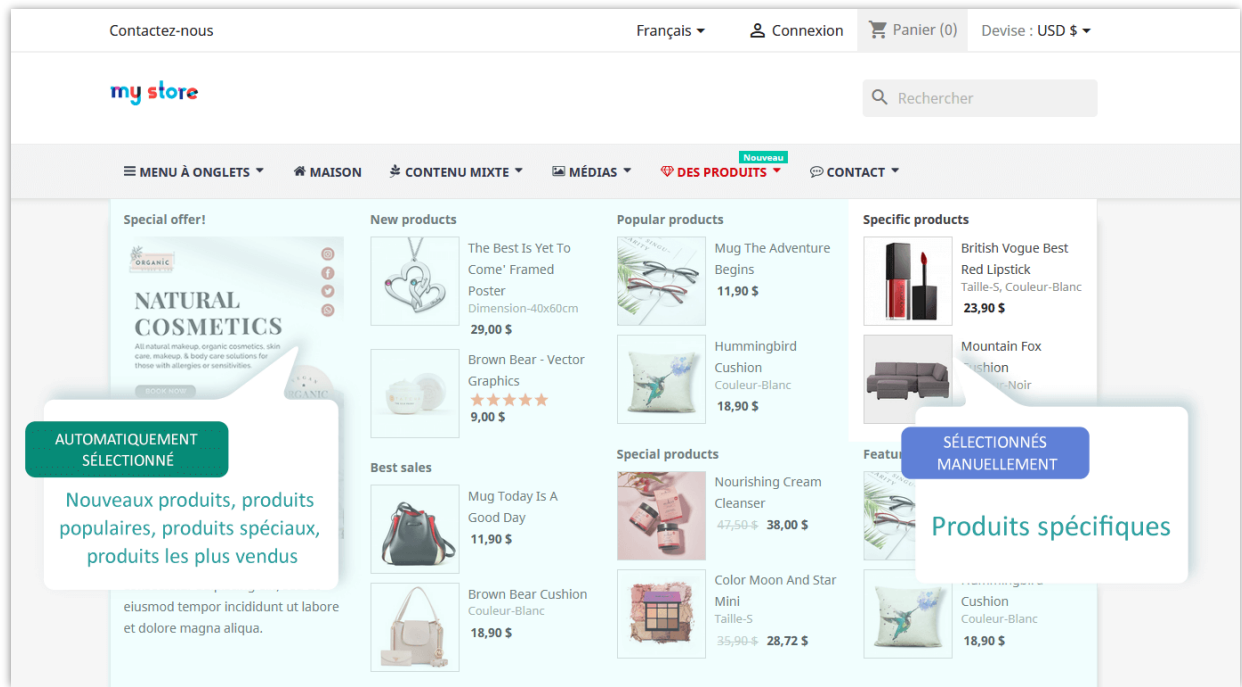 Contactez-nous
Français
Connexion
Panier (0)
Devise : USD $
my store
Rechercher
Nouveau
MENU À ONGLETS
MAISON
CONTENU MIXTE
MÉDIAS
DES PRODUITS
CONTACT
Special offer!
ORGANIC
NATURAL
COSMETICS
All natural makeup, organic cosmetics, skin
care, makeup, & body care solutions for
those with allergies or sensitivities.
BOOK NOW
ORGANIC
AUTOMATIQUEMENT
SÉLECTIONNÉ
Nouveaux produits, produits
populaires, produits spéciaux,
produits les plus vendus
eiusmod tempor incididunt ut labore
et dolore magna aliqua.
New products
The Best Is Yet To
Come' Framed
Poster
Dimension-40x60cm
29,00 $
Brown Bear - Vector
Graphics
9,00 $
Best sales
Mug Today Is A
Good Day
11,90 $
Brown Bear Cushion
Couleur-Blanc
18,90 $
Popular products
Mug The Adventure
Begins
11,90 $
Hummingbird
Cushion
Couleur-Blanc
18,90 $
Special products
Nourishing Cream
Cleanser
47,50 $ 38,00 $
Color Moon And Star
Mini
Taille-S
35,90 $ 28,72 $
Specific products
British Vogue Best
Red Lipstick
Taille-S, Couleur-Blanc
23,90 $
Mountain Fox
Cushion
-Noir
SÉLECTIONNÉS
MANUELLEMENT
Produits spécifiques
Hummingbird
Cushion
Couleur-Blanc
18,90 $